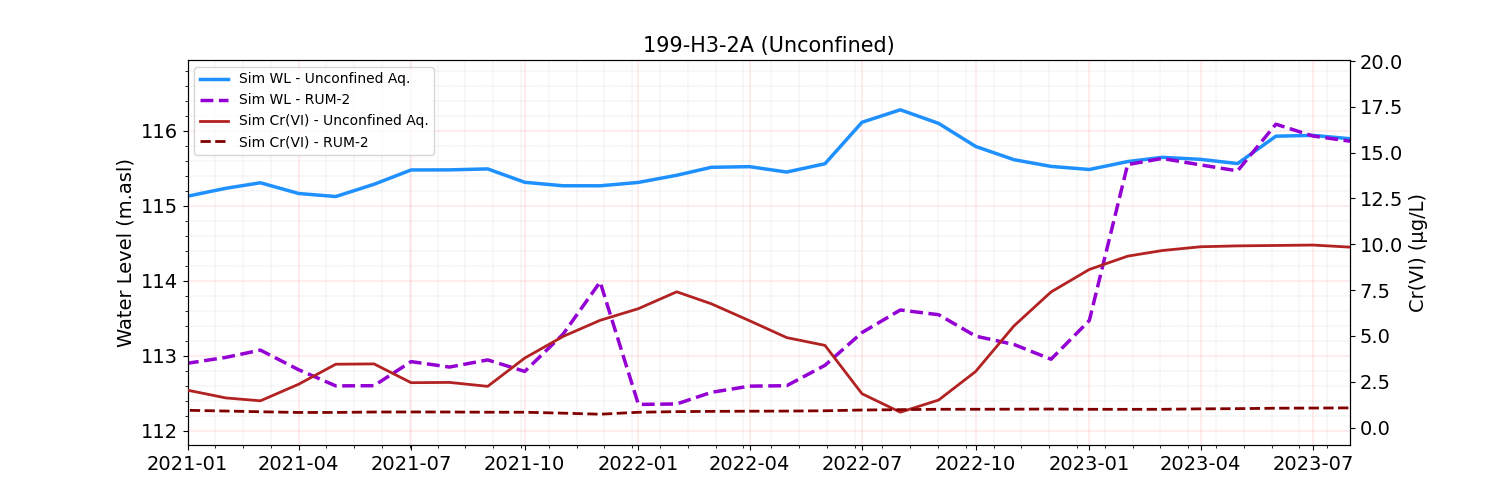 199-H3-2A (Unconfined)
Sim WL - Unconfined Aq.
Sim WL - RUM-2
Sim Cr(VI) - Unconfined Aq.
Sim Cr(VI) - RUM-2
Water Level (m.asl)
116
115
114
113
112
20.0
17.5
15.0
12.5
10.0
7.5
5.0
2.5
0.0
Cr(VI) (µg/L)
2021-01 2021-04 2021-07 2021-10 2022-01 2022-04 2022-07 2022-10 2023-01 2023-04 2023-07